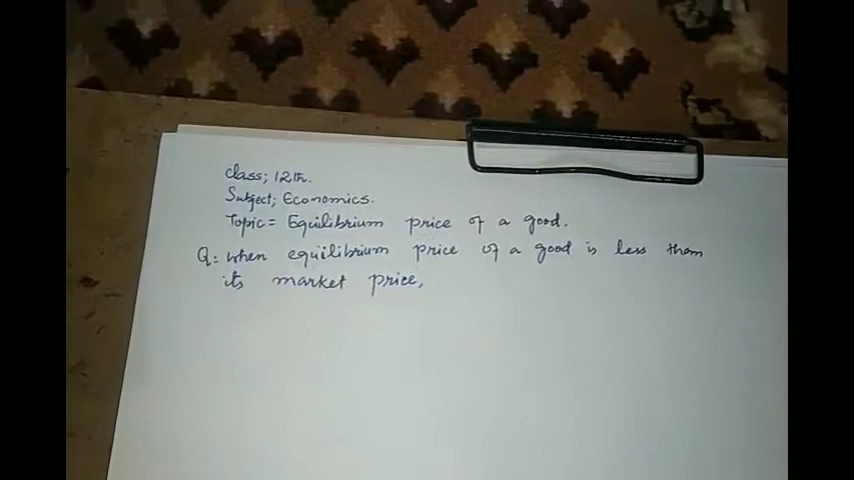 class; 12th.
Subject; Economics.
Topic = Equilibrium price of a good.
Q: when equilibrium price of a good is less then
its market price,